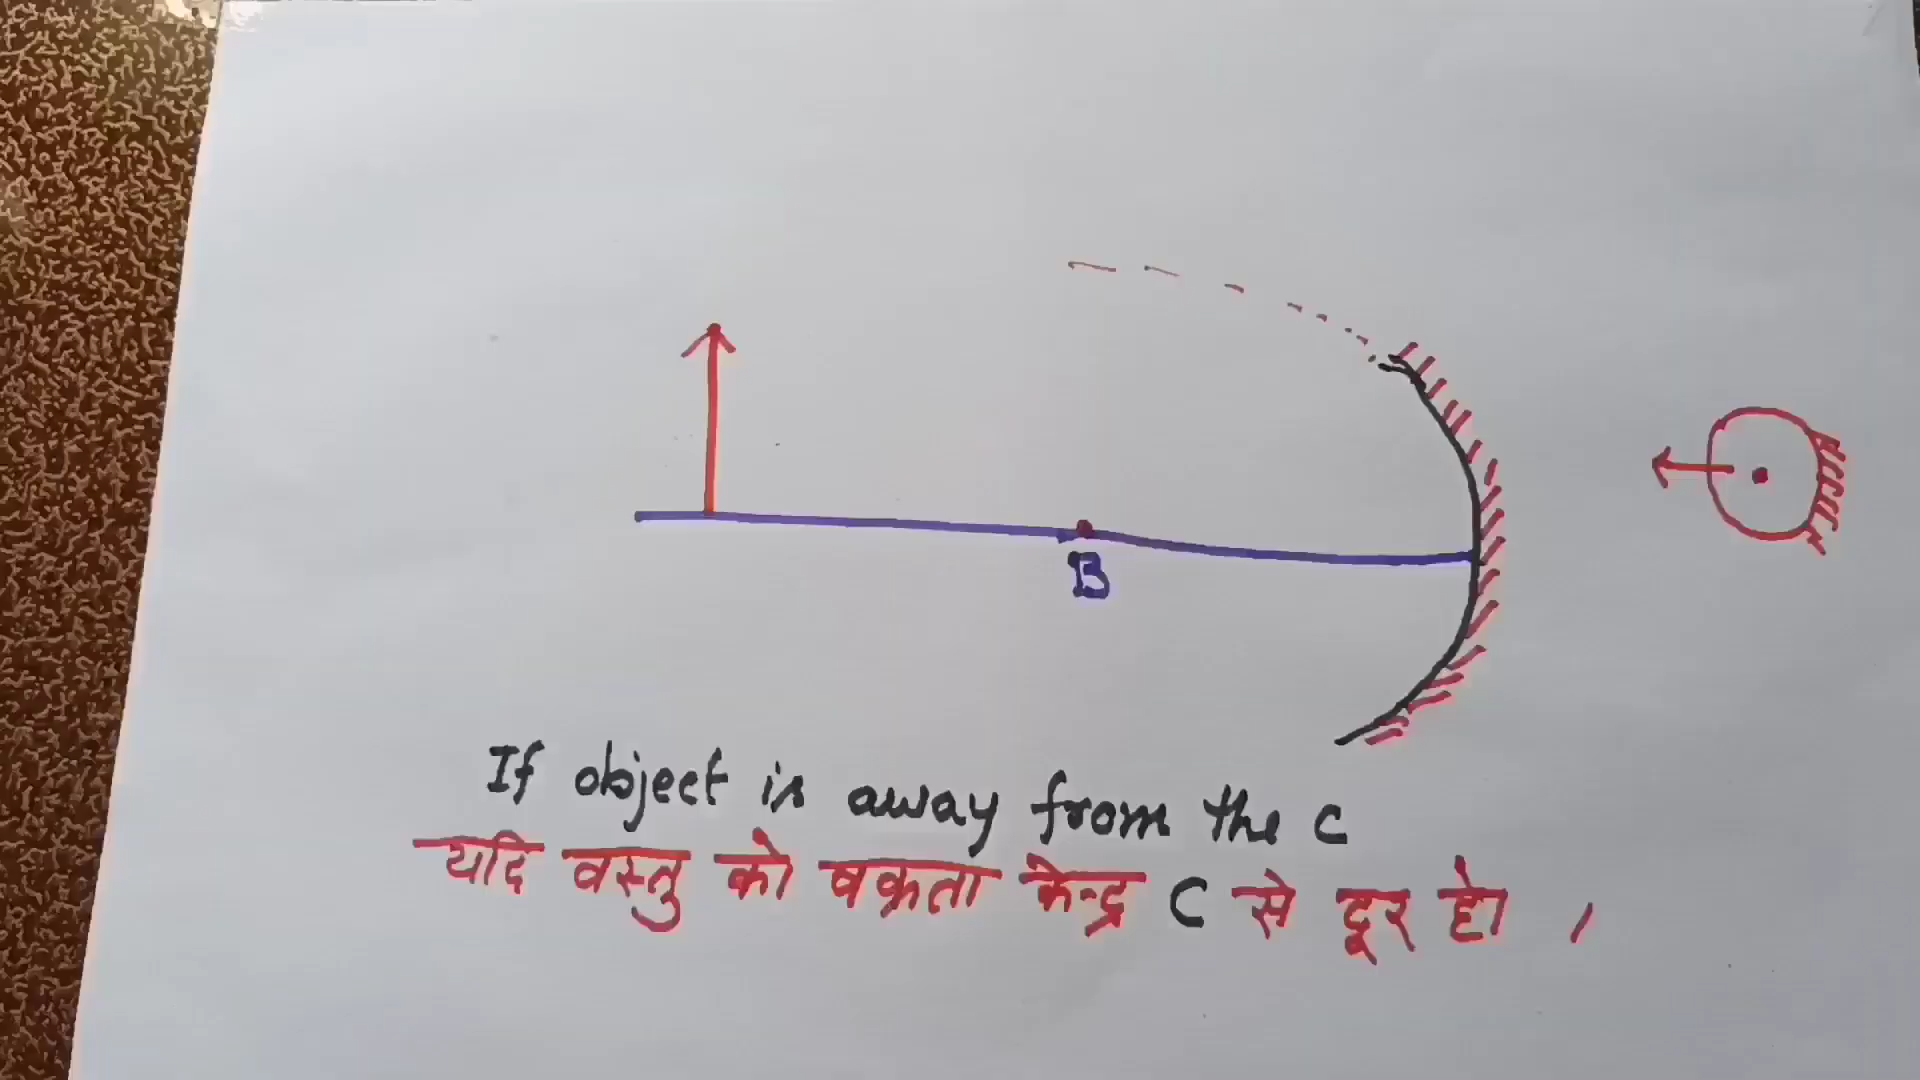 B
If object is away from the C
यदि वस्तु को वक्रता केन्द्र C से दूर हो ।